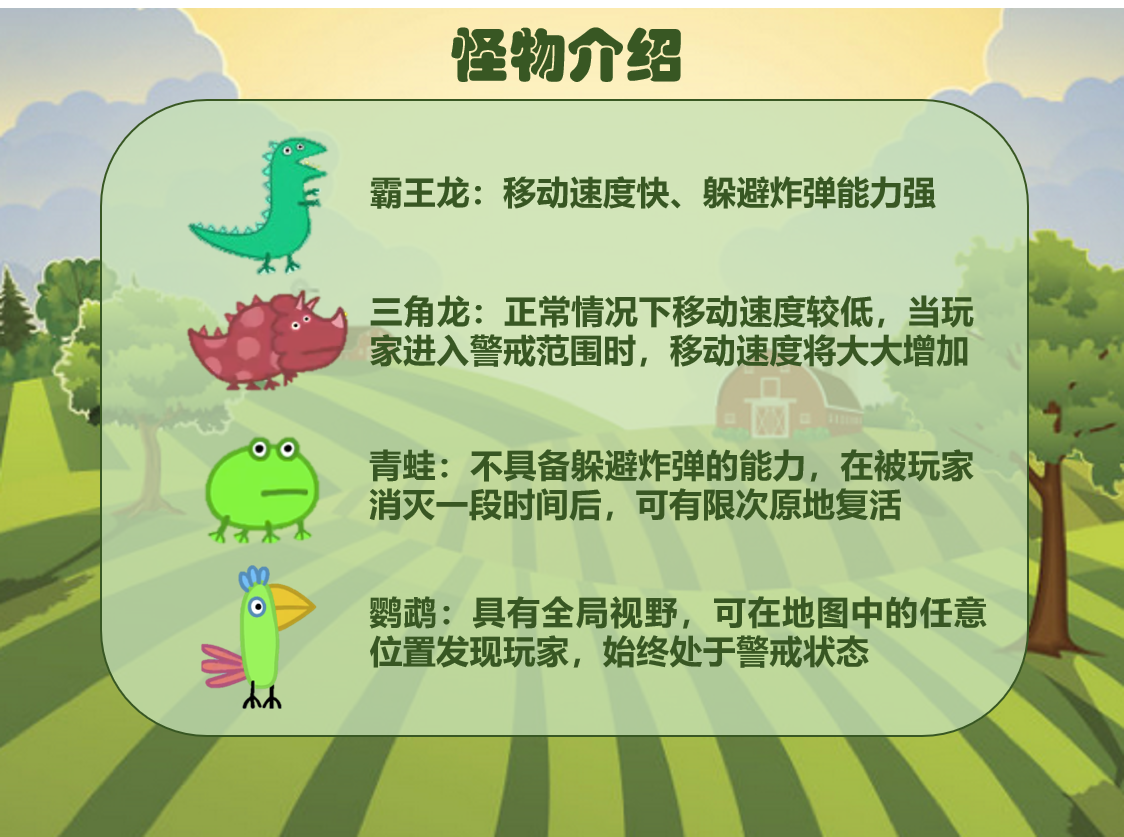 怪物介绍
霸王龙：移动速度快、躲避炸弹能力强
三角龙：正常情况下移动速度较低，当玩
家进入警戒范围时，移动速度将大大增加
青蛙：不具备躲避炸弹的能力，在被玩家
消灭一段时间后，可有限次原地复活
鹦鹉：具有全局视野，可在地图中的任意
位置发现玩家，始终处于警戒状态